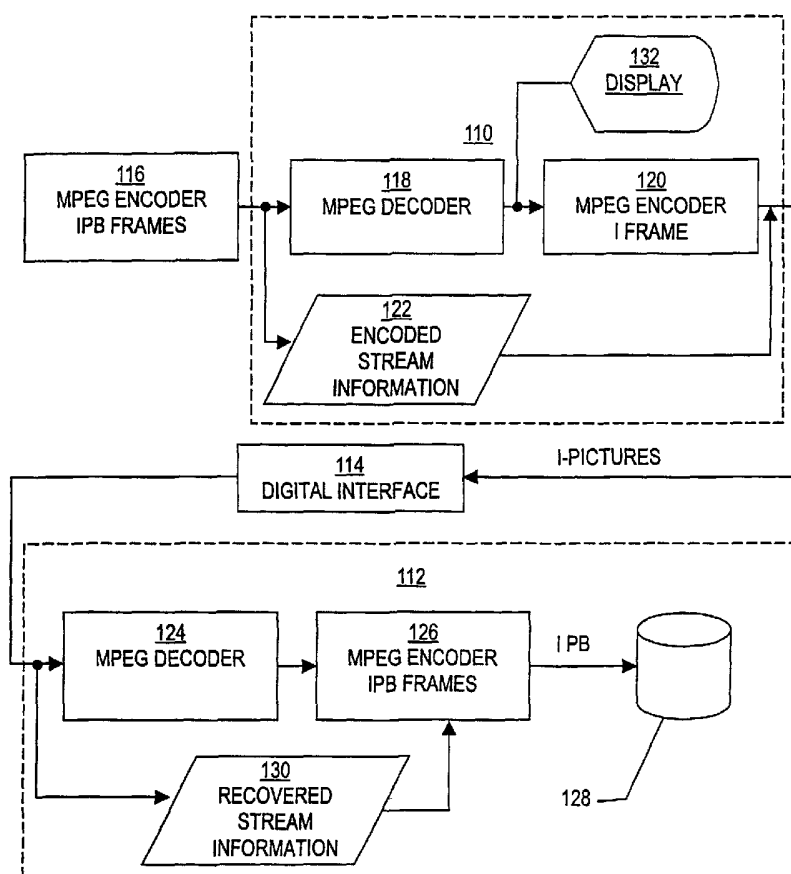 132
DISPLAY
110
116
MPEG ENCODER
IPB FRAMES
118
MPEG DECODER
120
MPEG ENCODER
I FRAME
122
ENCODED
STREAM
INFORMATION
114
DIGITAL INTERFACE
I-PICTURES
112
124
MPEG DECODER
126
MPEG ENCODER
IPB FRAMES
I PB
128
130
RECOVERED
STREAM
INFORMATION